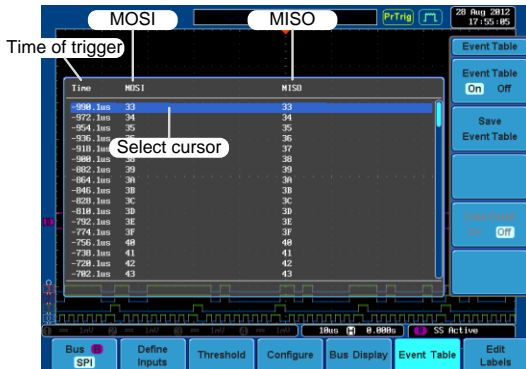 MOSI
MISO
PrTrig
28 Aug 2012
17:55:05
Time of trigger
Event Table
Time MOSI MISO
Event Table
On Off
-990.1us 33 33
-972.1us 34 34
-954.1us 35 35
Save
Event Table
-936.1us 36
-918.1us 37
Select cursor
-900.1us 38 38
-882.1us 39 39
-864.1us 3A 3A
-846.1us 3B 3B
-828.1us 3C 3C
-810.1us 3D 3D
-792.1us 3E 3E
-774.1us 3F 3F
Off
-756.1us 40 40
-738.1us 41 41
-720.1us 42 42
-702.1us 43 43
10us
0.000s
B
SS Active
Bus B
SPI
Define
Inputs
Threshold
Configure
Bus Display
Event Table
Edit
Labels